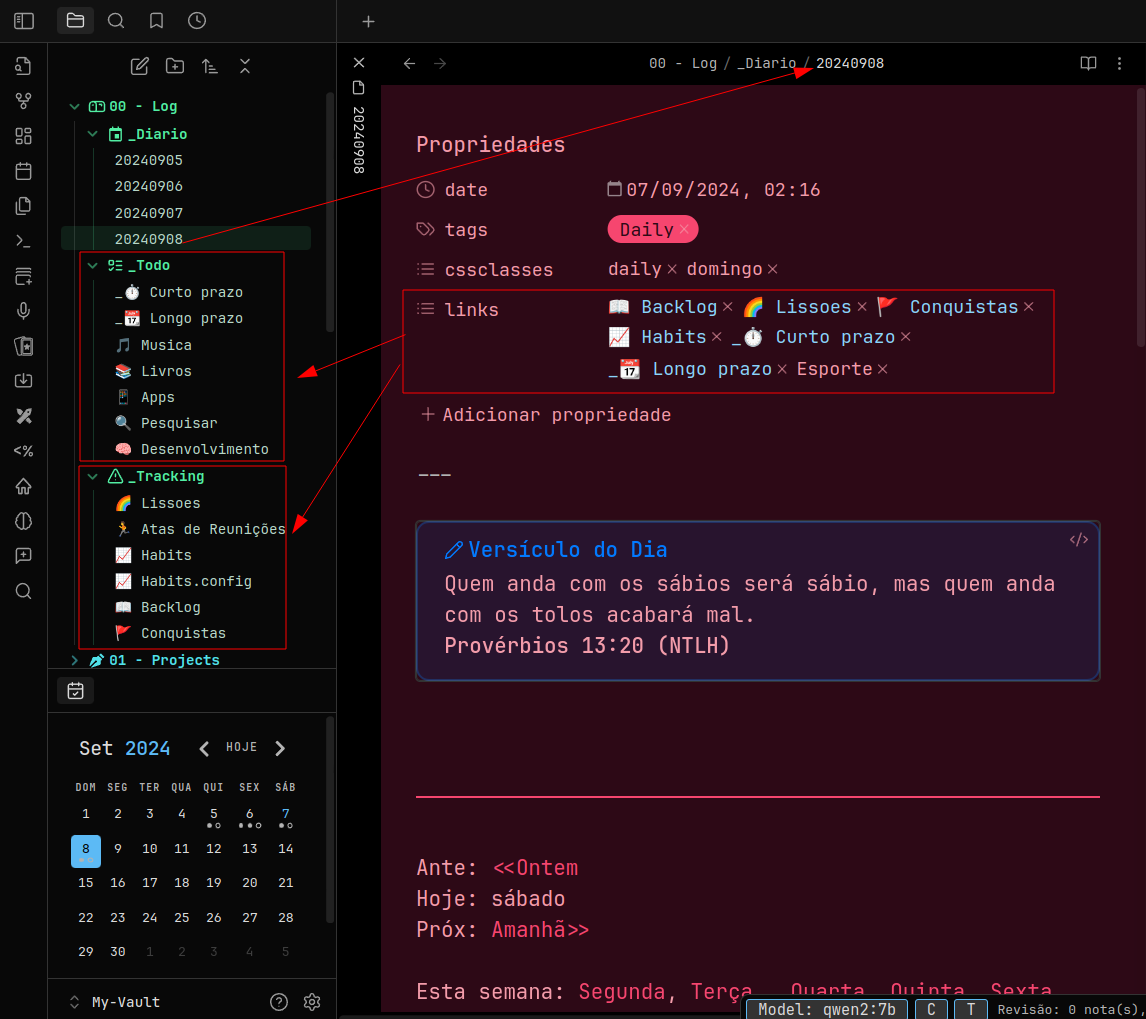 00 - Log
_Diario
20240905
20240906
20240907
20240908
_Todo
_⏱️ Curto prazo
_📆 Longo prazo
🎵 Musica
📚 Livros
📱 Apps
🔍 Pesquisar
🧠 Desenvolvimento
_Tracking
🌈 Lissoes
🏃 Atas de Reunições
📈 Habits
📈 Habits.config
📖 Backlog
🚩 Conquistas
01 - Projects
Set 2024
HOJE
DOM SEG TER QUA QUI SEX SÁB
1 2 3 4 5 6 7
8 9 10 11 12 13 14
15 16 17 18 19 20 21
22 23 24 25 26 27 28
29 30 1 2 3 4 5
My-Vault
20240908
00 - Log / _Diario / 20240908
Propriedades
date 07/09/2024, 02:16
tags Daily ×
cssclasses daily × domingo ×
links 📖 Backlog × 🌈 Lissoes × 🚩 Conquistas ×
📈 Habits × _⏱️ Curto prazo ×
_📆 Longo prazo × Esporte ×
+ Adicionar propriedade
---
Versículo do Dia
</>
Quem anda com os sábios será sábio, mas quem anda
com os tolos acabará mal.
Provérbios 13:20 (NTLH)
Ante: <<Ontem
Hoje: sábado
Próx: Amanhã>>
Esta semana: Segunda, Terça, Quarta, Quinta, Sexta
Model: qwen2:7b C T Revisão: 0 nota(s),
<%